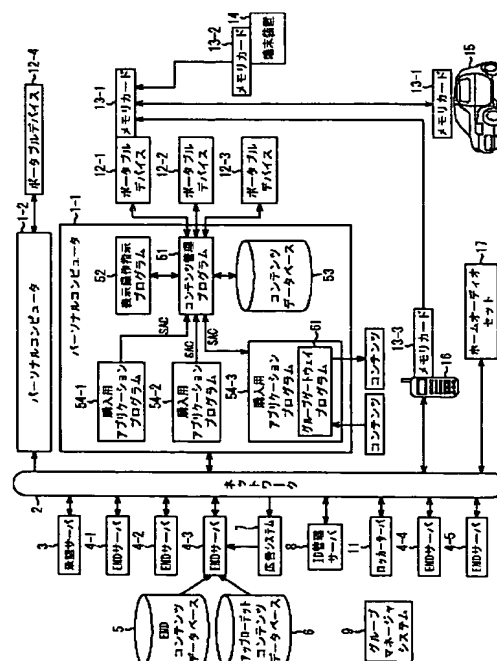 1-2
12-4
パーソナルコンピュータ
ポータブルデバイス
1-1
パーソナルコンピュータ
52
表示操作指示
プログラム
51
コンテンツ管理
プログラム
53
コンテンツ
データベース
54-1
購入用
アプリケーション
プログラム
SAC
54-2
購入用
アプリケーション
プログラム
SAC
54-3
購入用
アプリケーション
プログラム
SAC
61
グループゲートウェイ
プログラム
コンテンツ
コンテンツ
12-1
ポータブル
デバイス
12-2
ポータブル
デバイス
12-3
ポータブル
デバイス
13-1
メモリカード
13-2
メモリカード
14
端末装置
13-1
メモリカード
15
13-3
メモリカード
16
17
ホームオーディオ
セット
2
ネットワーク
3
4-1
EMDサーバ
4-2
EMDサーバ
4-3
EMDサーバ
7
広告システム
8
ID管理
サーバ
11
ロッカーサーバ
4-4
EMDサーバ
4-5
EMDサーバ
5
EMD
コンテンツ
データベース
6
アップローデット
コンテンツ
データベース
9
グループ
マネージャ
システム